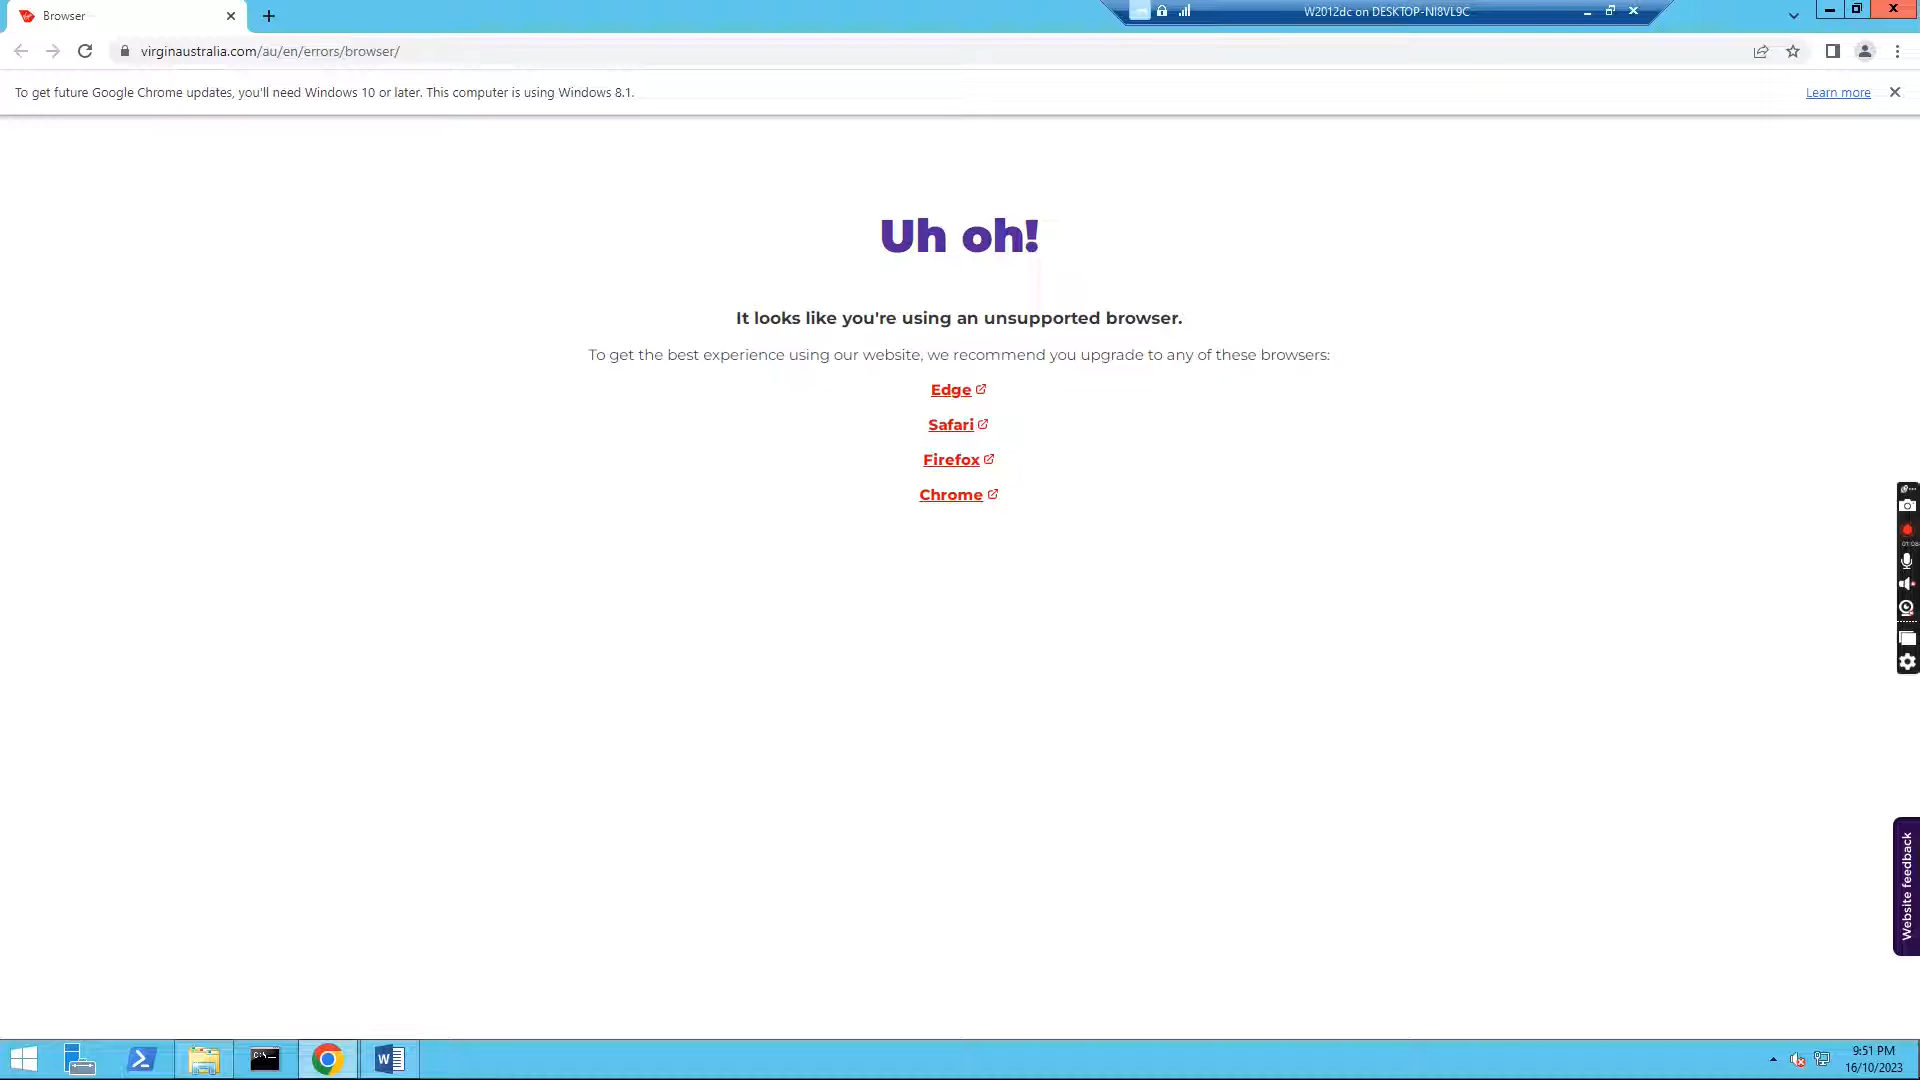 Browser
W2012dc on DESKTOP-NI8VL9C
virginaustralia.com/au/en/errors/browser/
To get future Google Chrome updates, you'll need Windows 10 or later. This computer is using Windows 8.1.
Learn more
Uh oh!
It looks like you're using an unsupported browser.
To get the best experience using our website, we recommend you upgrade to any of these browsers:
Edge
Safari
Firefox
Chrome
Website feedback
9:51 PM
16/10/2023